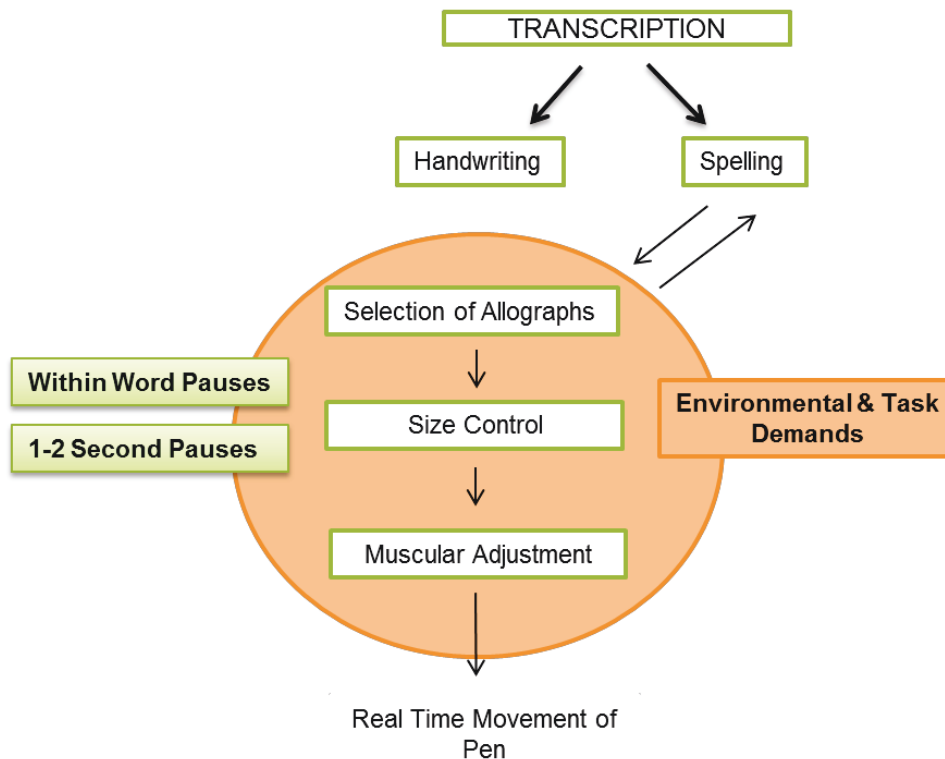 TRANSCRIPTION
Handwriting
Spelling
Selection of Allographs
Within Word Pauses
Size Control
Environmental & Task
Demands
1-2 Second Pauses
Muscular Adjustment
Real Time Movement of
Pen